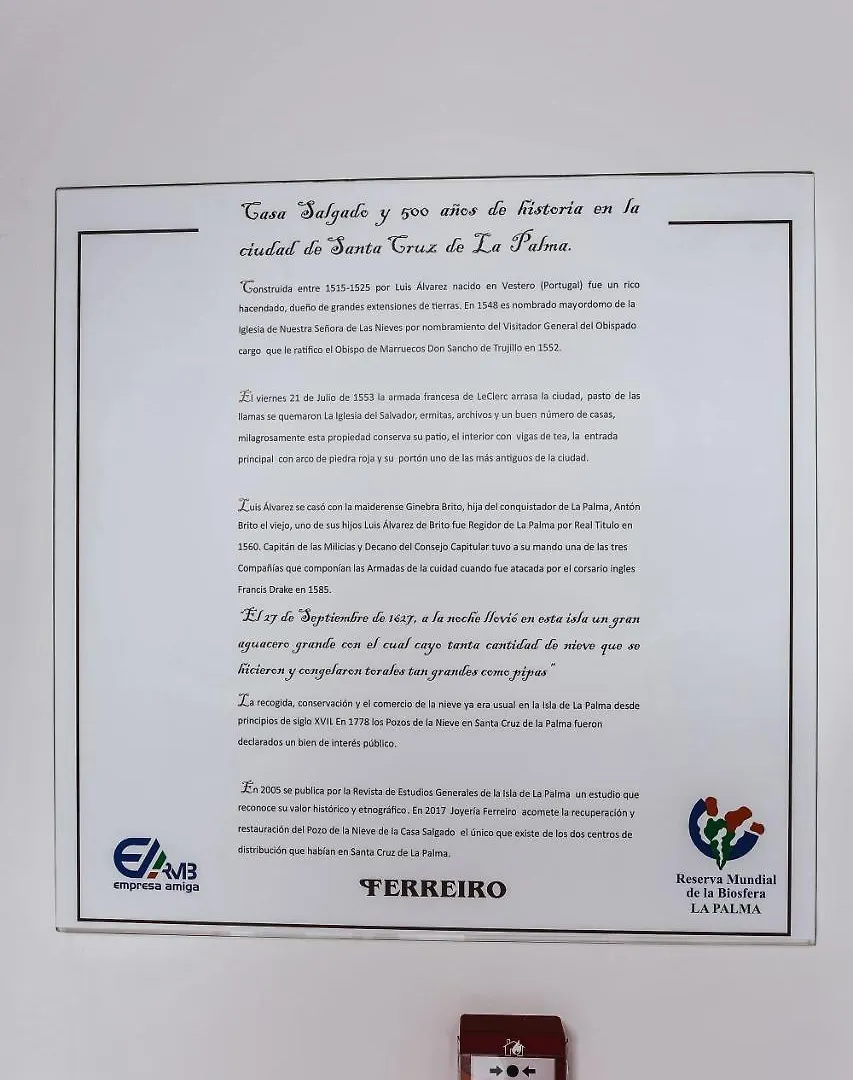 Casa Salgado y 500 años de historia en la
ciudad de Santa Cruz de La Palma.
Construida entre 1515-1525 por Luis Álvarez nacido en Vestero (Portugal) fue un rico
hacendado, dueño de grandes extensiones de tierras. En 1548 es nombrado mayordomo de la
Iglesia de Nuestra Señora de Las Nieves por nombramiento del Visitador General del Obispado
cargo que le ratifico el Obispo de Marruecos Don Sancho de Trujillo en 1552.
El viernes 21 de Julio de 1553 la armada francesa de LeClerc arrasa la ciudad, pasto de las
llamas se quemaron La Iglesia del Salvador, ermitas, archivos y un buen número de casas,
milagrosamente esta propiedad conserva su patio, el interior con vigas de tea, la entrada
principal con arco de piedra roja y su portón uno de las más antiguos de la ciudad.
Luis Álvarez se casó con la maiderense Ginebra Brito, hija del conquistador de La Palma, Antón
Brito el viejo, uno de sus hijos Luis Álvarez de Brito fue Regidor de La Palma por Real Titulo en
1560. Capitán de las Milicias y Decano del Consejo Capitular tuvo a su mando una de las tres
Compañías que componían las Armadas de la cuidad cuando fue atacada por el corsario ingles
Francis Drake en 1585.
"El 27 de Septiembre de 1627, a la noche llovió en esta isla un gran
aguacero grande con el cual cayo tanta cantidad de nieve que se
hicieron y congelaron torales tan grandes como pipas"
La recogida, conservación y el comercio de la nieve ya era usual en la Isla de La Palma desde
principios de siglo XVII. En 1778 los Pozos de la Nieve en Santa Cruz de la Palma fueron
declarados un bien de interés público.
En 2005 se publica por la Revista de Estudios Generales de la Isla de La Palma un estudio que
reconoce su valor histórico y etnográfico. En 2017 Joyería Ferreiro acomete la recuperación y
restauración del Pozo de la Nieve de la Casa Salgado el único que existe de los dos centros de
distribución que habían en Santa Cruz de La Palma.
EARMB
empresa amiga
FERREIRO
Reserva Mundial
de la Biosfera
LA PALMA